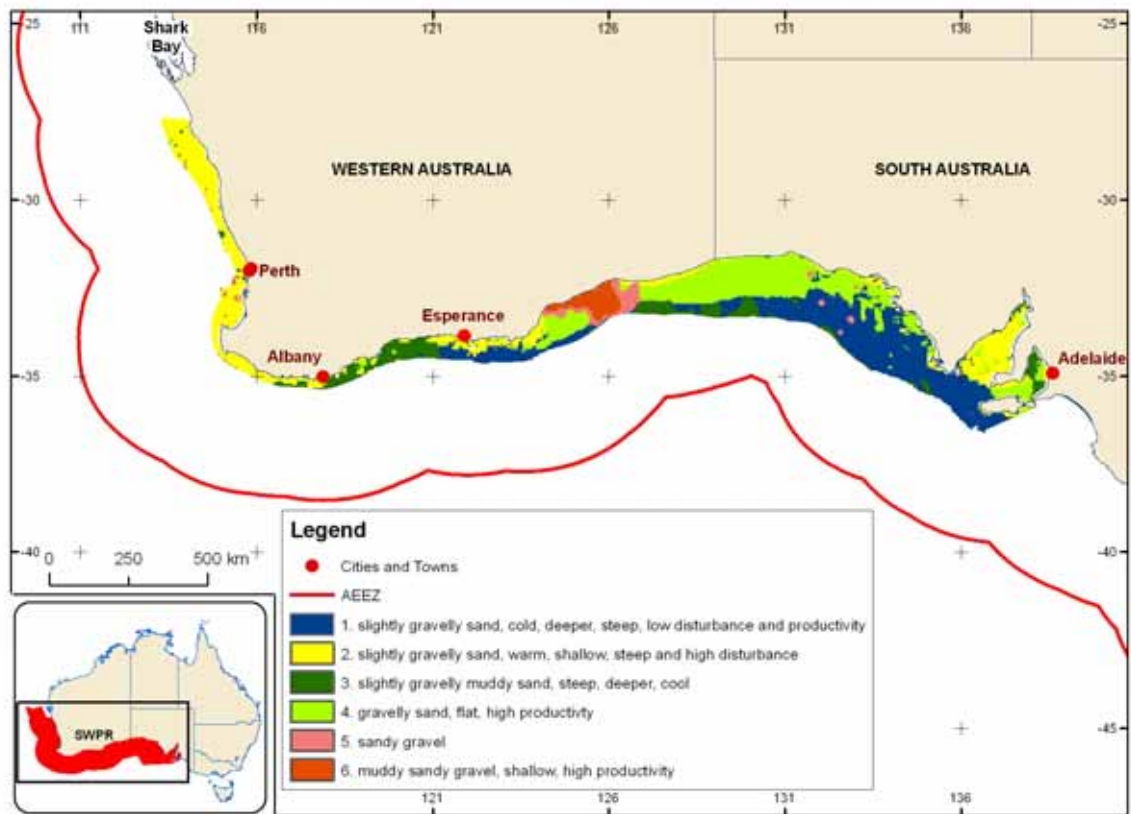 -25
111
Shark
Bay
116
121
126
131
136
-25
WESTERN AUSTRALIA
SOUTH AUSTRALIA
-30
-30
Perth
Esperance
Albany
Adelaide
-35
-35
Legend
-40
0 250 500 km
Cities and Towns
-40
AEEZ
1. slightly gravelly sand, cold, deeper, steep, low disturbance and productivity
2. slightly gravelly sand, warm, shallow, steep and high disturbance
3. slightly gravelly muddy sand, steep, deeper, cool
4. gravelly sand, flat, high productivity
SWPR
5. sandy gravel
-45
6. muddy sandy gravel, shallow, high productivity
121
126
131
136